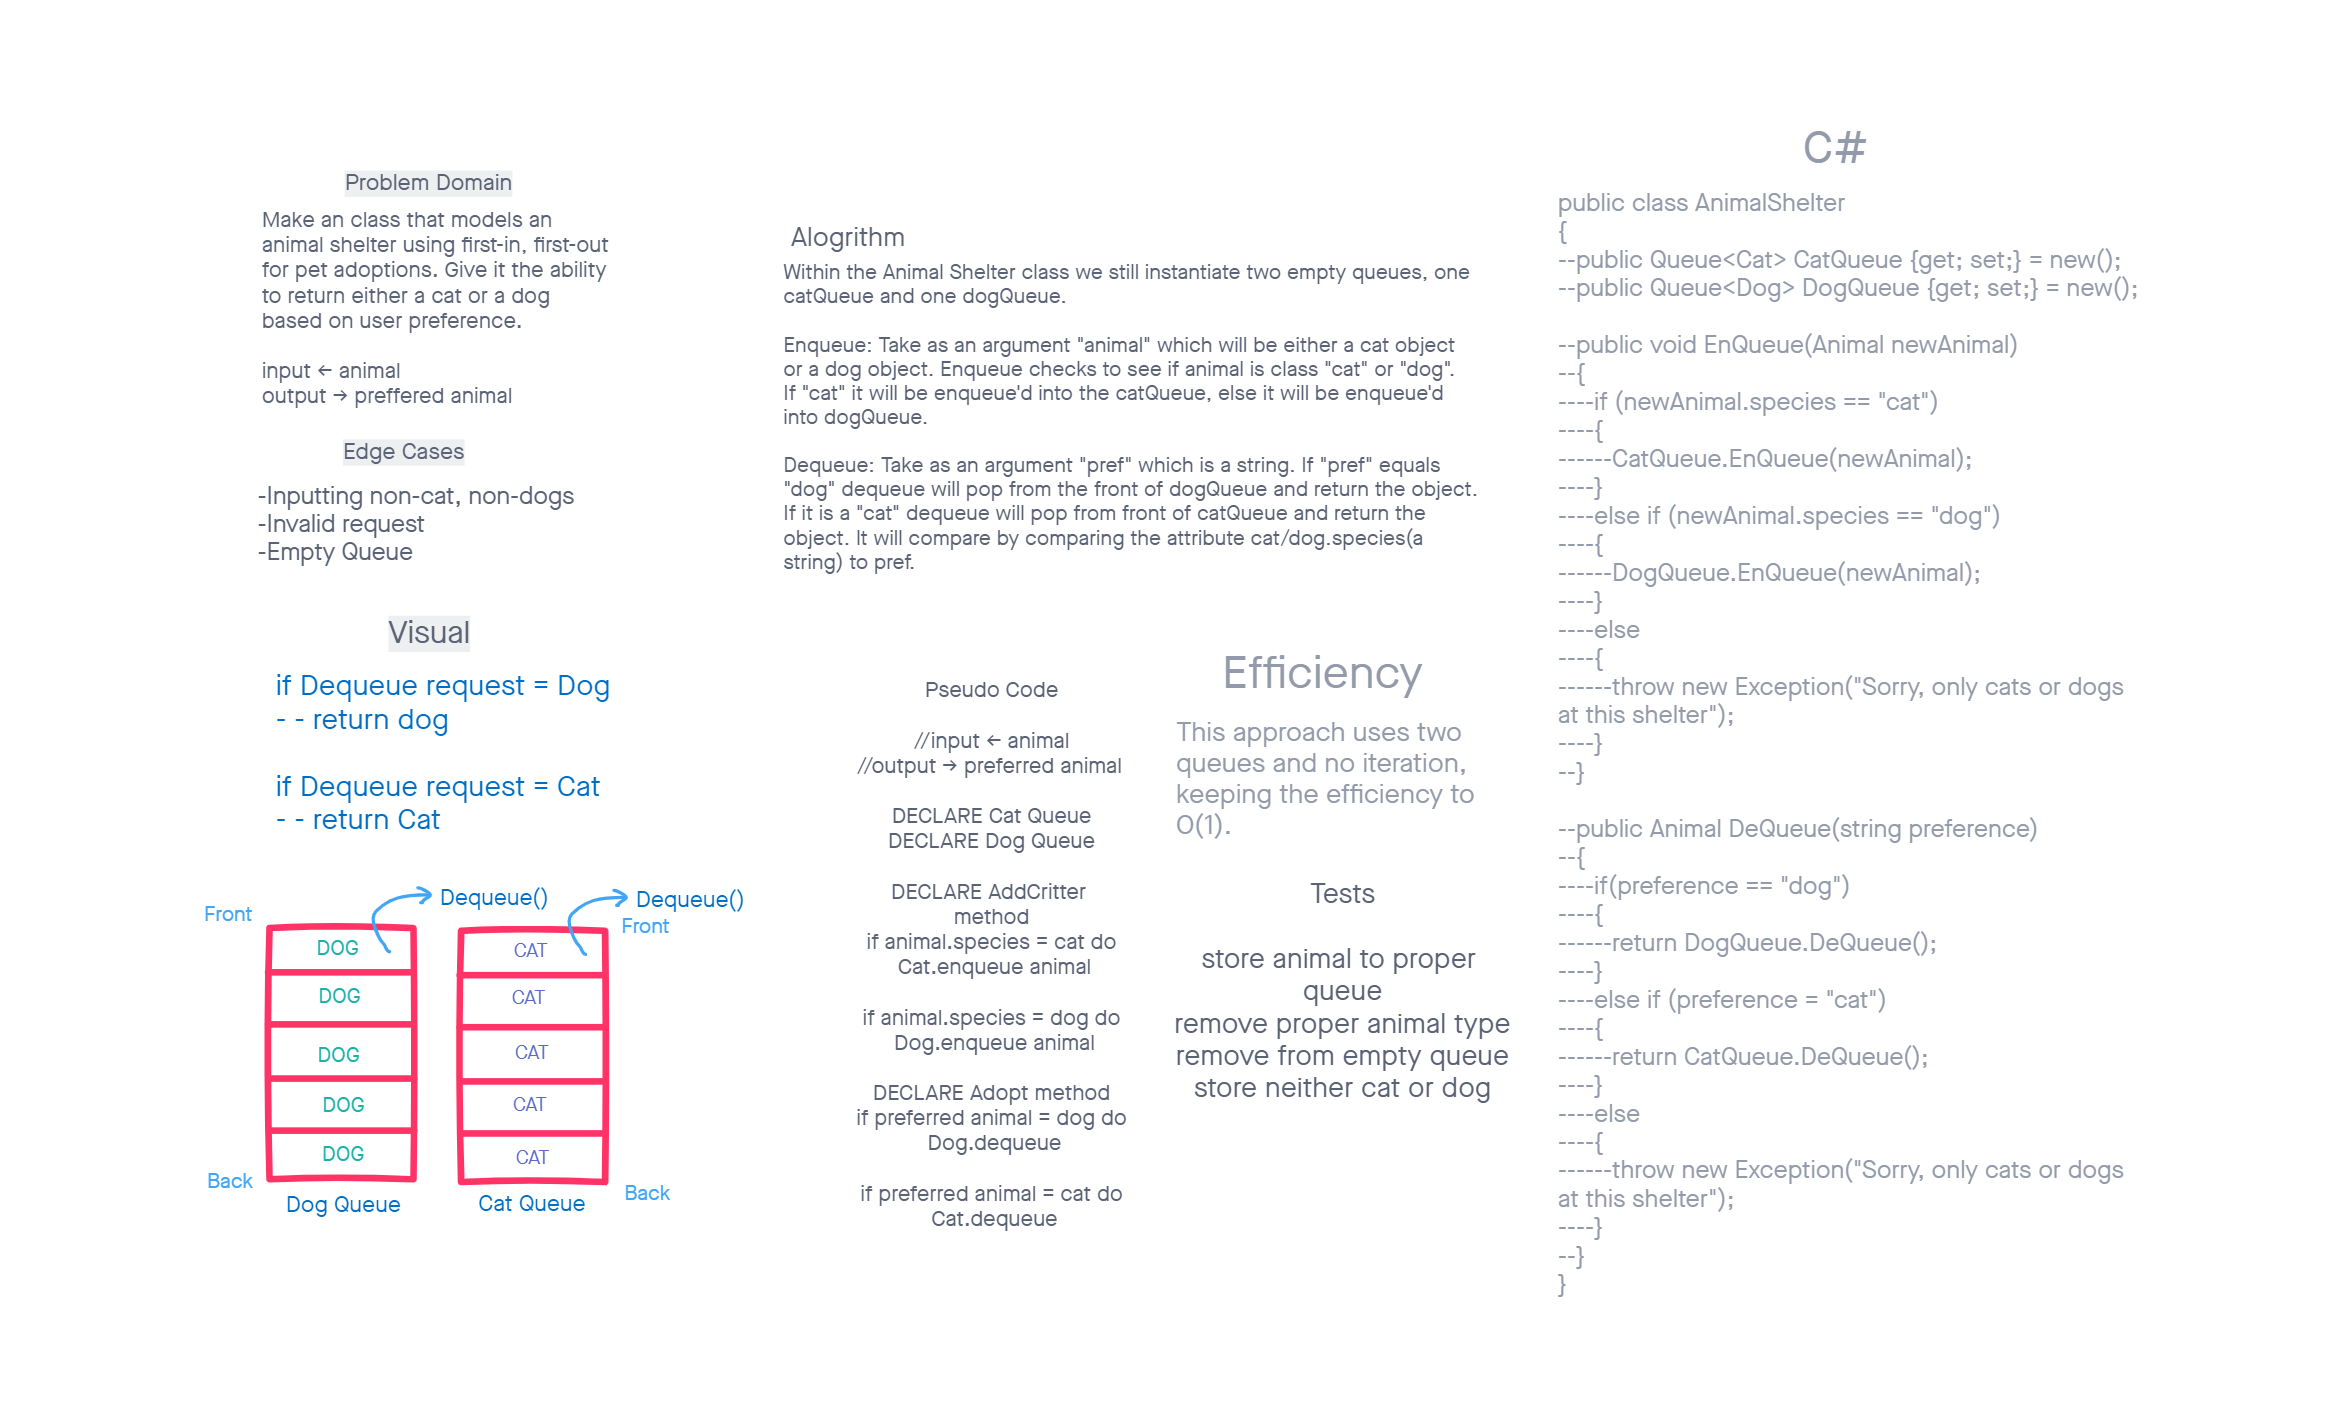 Problem Domain
Make an class that models an
animal shelter using first-in, first-out
for pet adoptions. Give it the ability
to return either a cat or a dog
based on user preference.
input ← animal
output → preffered animal
Edge Cases
-Inputting non-cat, non-dogs
-Invalid request
-Empty Queue
Visual
if Dequeue request = Dog
- - return dog
if Dequeue request = Cat
- - return Cat
Front
Dequeue()
Dequeue()
Front
DOG
DOG
DOG
DOG
DOG
CAT
CAT
CAT
CAT
CAT
Back
Back
Dog Queue
Cat Queue
Alogrithm
Within the Animal Shelter class we still instantiate two empty queues, one
catQueue and one dogQueue.
Enqueue: Take as an argument "animal" which will be either a cat object
or a dog object. Enqueue checks to see if animal is class "cat" or "dog".
If "cat" it will be enqueue'd into the catQueue, else it will be enqueue'd
into dogQueue.
Dequeue: Take as an argument "pref" which is a string. If "pref" equals
"dog" dequeue will pop from the front of dogQueue and return the object.
If it is a "cat" dequeue will pop from front of catQueue and return the
object. It will compare by comparing the attribute cat/dog.species(a
string) to pref.
Pseudo Code
//input ← animal
//output → preferred animal
DECLARE Cat Queue
DECLARE Dog Queue
DECLARE AddCritter
method
if animal.species = cat do
Cat.enqueue animal
if animal.species = dog do
Dog.enqueue animal
DECLARE Adopt method
if preferred animal = dog do
Dog.dequeue
if preferred animal = cat do
Cat.dequeue
Efficiency
This approach uses two
queues and no iteration,
keeping the efficiency to
O(1).
Tests
store animal to proper
queue
remove proper animal type
remove from empty queue
store neither cat or dog
C#
public class AnimalShelter
{
--public Queue<Cat> CatQueue {get; set;} = new();
--public Queue<Dog> DogQueue {get; set;} = new();
--public void EnQueue(Animal newAnimal)
--{
----if (newAnimal.species == "cat")
----{
------CatQueue.EnQueue(newAnimal);
----}
----else if (newAnimal.species == "dog")
----{
------DogQueue.EnQueue(newAnimal);
----}
----else
----{
------throw new Exception("Sorry, only cats or dogs
at this shelter");
----}
--}
--public Animal DeQueue(string preference)
--{
----if(preference == "dog")
----{
------return DogQueue.DeQueue();
----}
----else if (preference = "cat")
----{
------return CatQueue.DeQueue();
----}
----else
----{
------throw new Exception("Sorry, only cats or dogs
at this shelter");
----}
--}
}